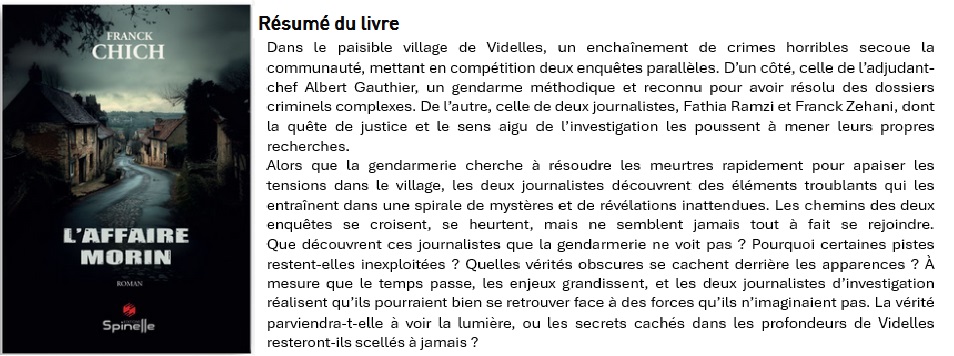 FRANCK
CHICH
L'AFFAIRE
MORIN
ROMAN
Spinelle
Résumé du livre
Dans le paisible village de Videlles, un enchaînement de crimes horribles secoue la
communauté, mettant en compétition deux enquêtes parallèles. D'un côté, celle de l'adjudant-
chef Albert Gauthier, un gendarme méthodique et reconnu pour avoir résolu des dossiers
criminels complexes. De l'autre, celle de deux journalistes, Fathia Ramzi et Franck Zehani, dont
la quête de justice et le sens aigu de l'investigation les poussent à mener leurs propres
recherches.
Alors que la gendarmerie cherche à résoudre les meurtres rapidement pour apaiser les
tensions dans le village, les deux journalistes découvrent des éléments troublants qui les
entraînent dans une spirale de mystères et de révélations inattendues. Les chemins des deux
enquêtes se croisent, se heurtent, mais ne semblent jamais tout à fait se rejoindre.
Que découvrent ces journalistes que la gendarmerie ne voit pas ? Pourquoi certaines pistes
restent-elles inexploitées ? Quelles vérités obscures se cachent derrière les apparences ? À
mesure que le temps passe, les enjeux grandissent, et les deux journalistes d'investigation
réalisent qu'ils pourraient bien se retrouver face à des forces qu'ils n'imaginaient pas. La vérité
parviendra-t-elle à voir la lumière, ou les secrets cachés dans les profondeurs de Videlles
resteront-ils scellés à jamais ?